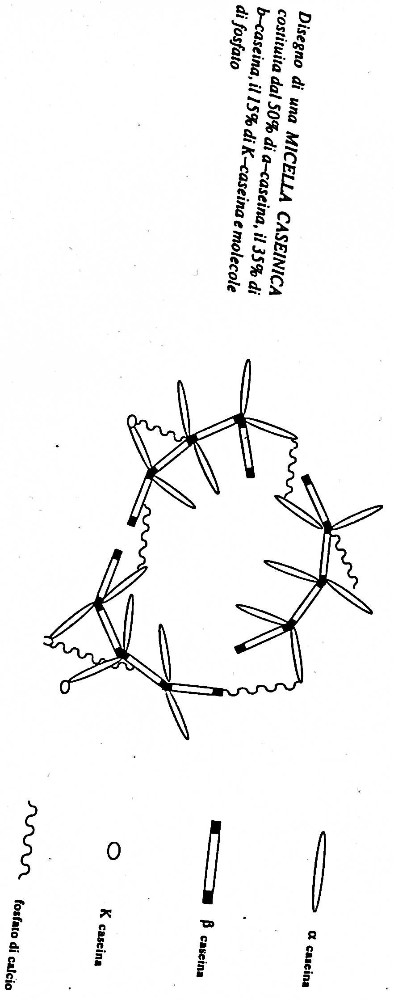 Disegno di una MICELLA CASEINICA
costituita dal 50% di a-caseina, il 35% di
b-caseina, il 15% di K-caseina e molecole
di fosfato
α caseina
β caseina
K caseina
fosfato di calcio